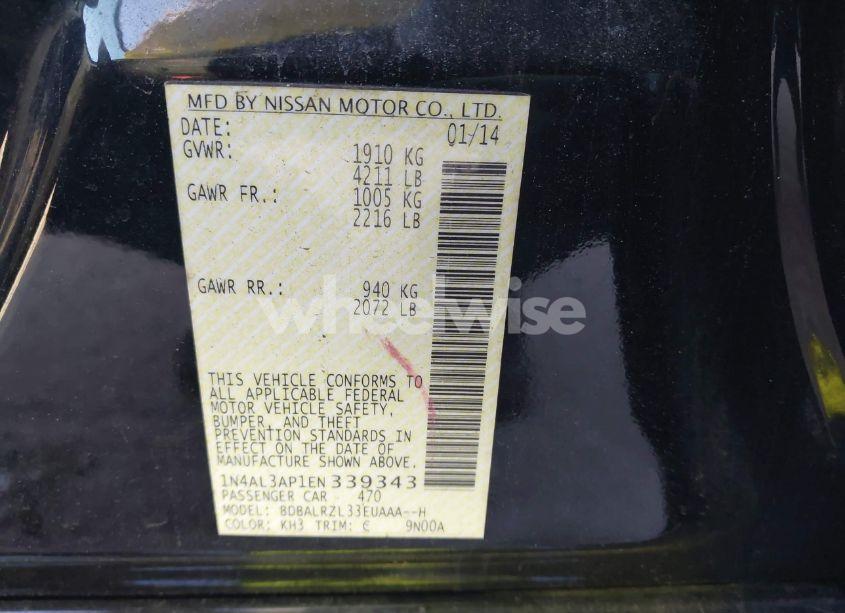 MFD BY NISSAN MOTOR CO., LTD.
DATE: 01/14
GVWR: 1910 KG
4211 LB
GAWR FR.: 1005 KG
2216 LB
GAWR RR.: 940 KG
2072 LB
wheelwise
THIS VEHICLE CONFORMS TO
ALL APPLICABLE FEDERAL
MOTOR VEHICLE SAFETY,
BUMPER, AND THEFT
PREVENTION STANDARDS IN
EFFECT ON THE DATE OF
MANUFACTURE SHOWN ABOVE.
1N4AL3AP1EN 339343
PASSENGER CAR 470
MODEL: BDBALRZL33EUAAA--H
COLOR: KH3 TRIM: C 9N00A